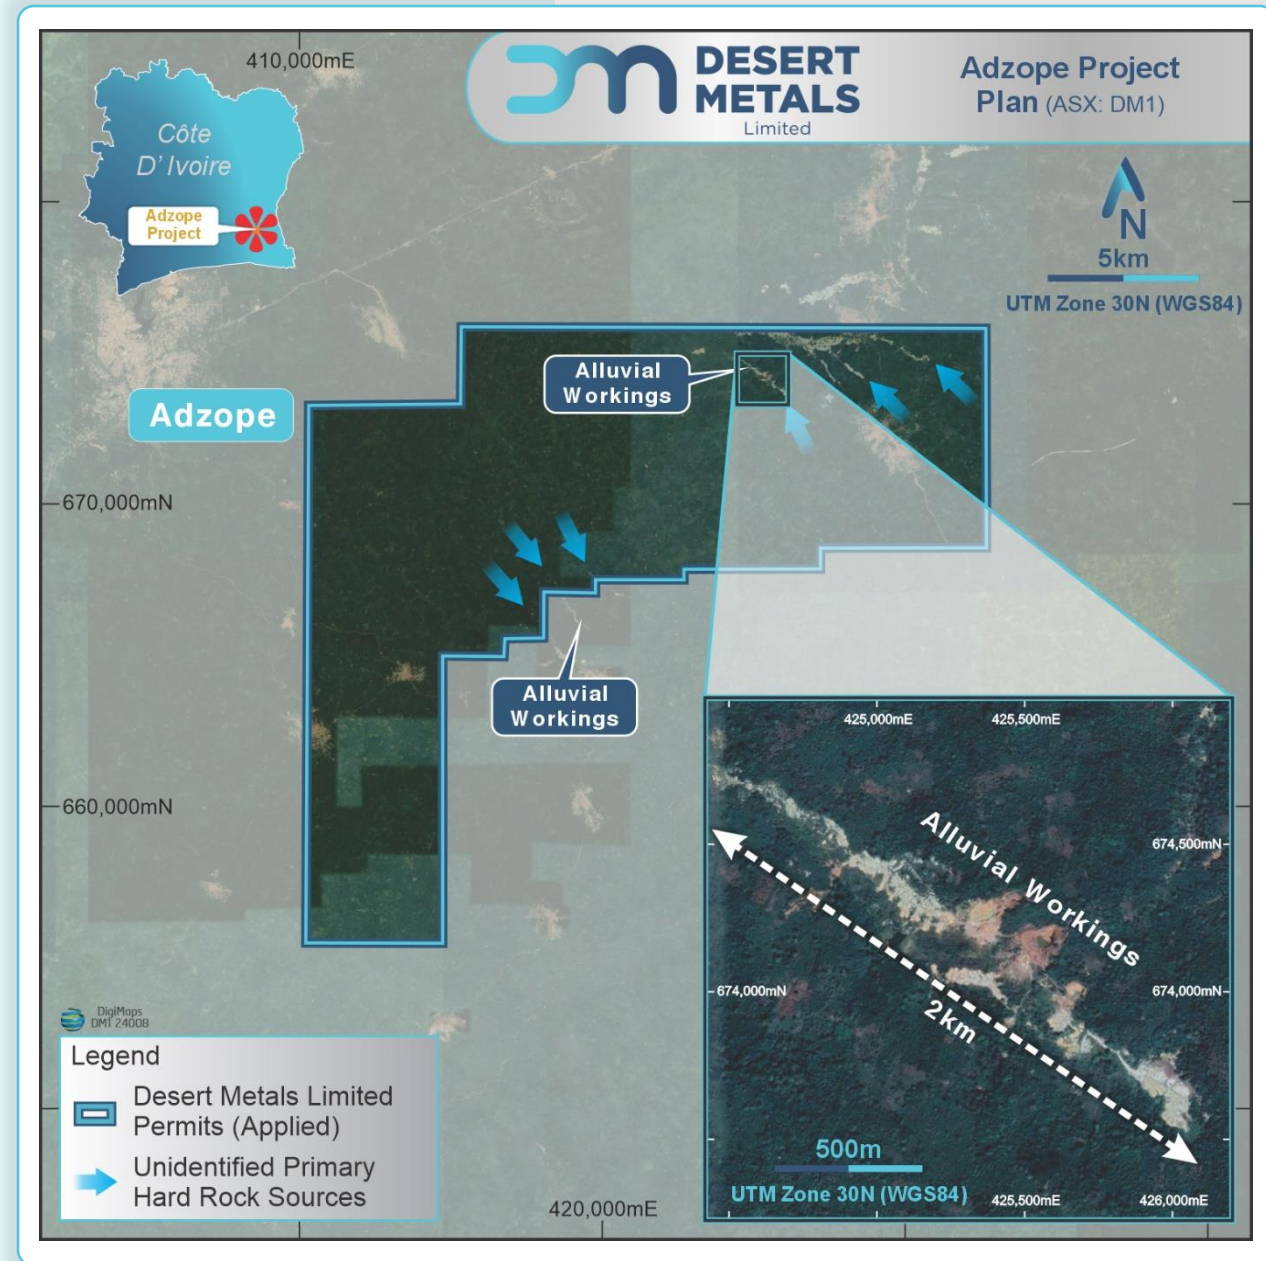 410,000mE
DESERT
METALS
Limited
Adzope Project
Plan (ASX: DM1)
Côte
D' Ivoire
Adzope
Project
N
5km
UTM Zone 30N (WGS84)
Alluvial
Workings
Adzope
670,000mN
Alluvial
Workings
660,000mN
425,000mE
425,500mE
Alluvial Workings
674,500mN
674,000mN
674,000mN
2km
500m
UTM Zone 30N (WGS84)
425,500mE
426,000mE
DigiMaps
DM1 24008
Legend
Desert Metals Limited
Permits (Applied)
Unidentified Primary
Hard Rock Sources
420,000mE